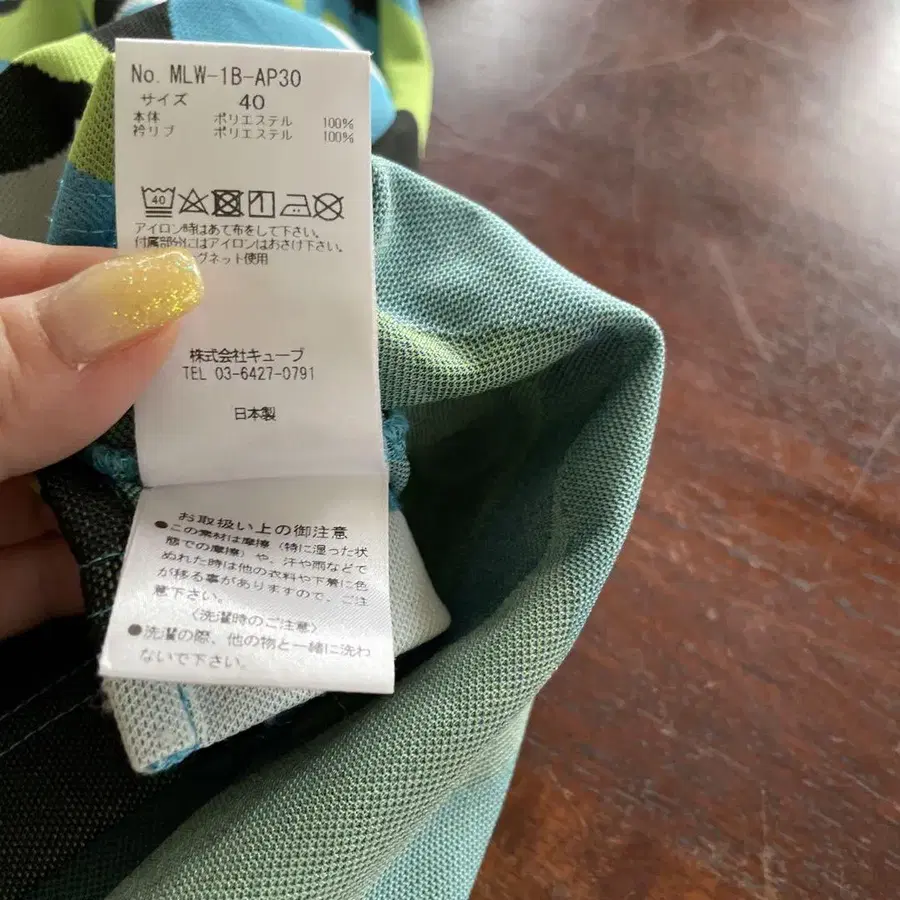 No. MLW-1B-AP30
サイズ 40
本体 ポリエステル 100%
衿リブ ポリエステル 100%
40
アイロン時はあて布をして下さい。
付属部分にはアイロンはおさけ下さい。
グネット使用
株式会社キューブ
TEL 03-6427-0791
日本製
お取扱い上の御注意
●この素材は摩擦(特に湿った状
態での摩擦)や、汗や雨などで
ぬれた時は他の衣料や下着に色
が移る事がありますので、ご注
意下さい。
〈洗濯時のご注意〉
●洗濯の際、他の物と一緒に洗わ
ないで下さい。